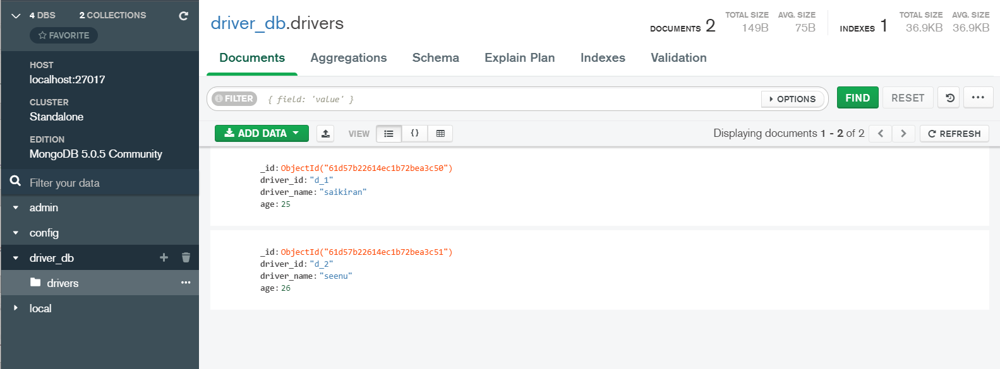 4 DBS 2 COLLECTIONS
FAVORITE
HOST
localhost:27017
CLUSTER
Standalone
EDITION
MongoDB 5.0.5 Community
Filter your data
admin
config
driver_db
drivers
local
driver_db.drivers
DOCUMENTS 2 TOTAL SIZE 149B AVG. SIZE 75B INDEXES 1 TOTAL SIZE 36.9KB AVG. SIZE 36.9KB
Documents Aggregations Schema Explain Plan Indexes Validation
FILTER { field: 'value' } OPTIONS FIND RESET
ADD DATA VIEW {} Displaying documents 1 - 2 of 2 REFRESH
_id: ObjectId("61d57b22614ec1b72bea3c50")
driver_id: "d_1"
driver_name: "saikiran"
age: 25
_id: ObjectId("61d57b22614ec1b72bea3c51")
driver_id: "d_2"
driver_name: "seenu"
age: 26